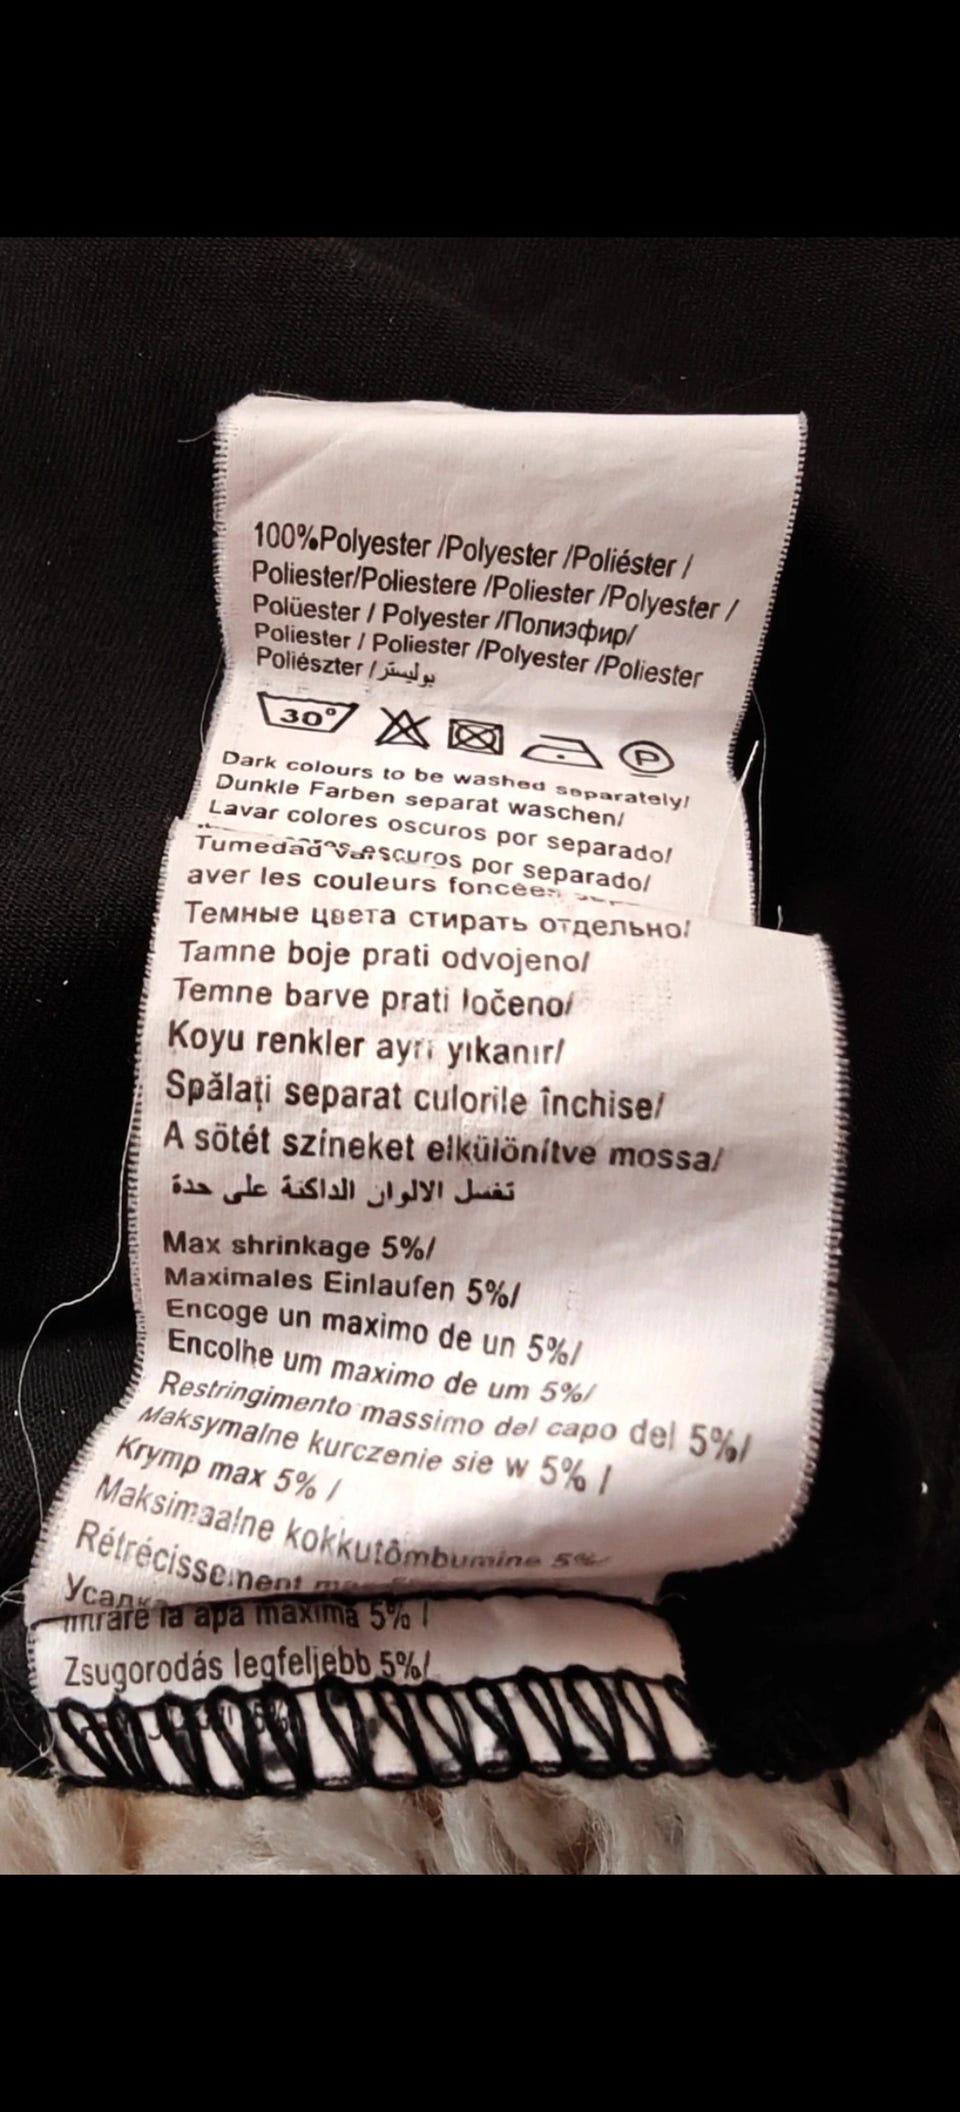 100%Polyester /Polyester /Poliéster /
Poliester/Poliestere /Poliester /Polyester /
Polüester / Polyester /Полиэфир/
Poliester / Poliester /Polyester /Poliester
Poliészter /بوليستر
30°
P
Dark colours to be washed separately/
Dunkle Farben separat waschen/
Lavar colores oscuros por separado/
escuros por separado/
Tumedad
aver les couleurs foncées
Темные цвета стирать отдельно/
Tamne boje prati odvojeno/
Temne barve prati ločeno/
Koyu renkler ayrı yıkanır/
Spălați separat culorile închise/
A sötét színeket elkülönítve mossa/
تغسل الالوان الداكنة على حدة
Max shrinkage 5%/
Maximales Einlaufen 5%/
Encoge un maximo de un 5%/
Encolhe um maximo de um 5%/
Restringimento massimo del capo del 5%/
Maksymalne kurczenie sie w 5% /
Krymp max 5% /
Maksimaalne kokkutõmbumine 5%
Rétrécissement
Усадка
intrare la apa maxima 5% /
Zsugorodás legfeljebb 5%/